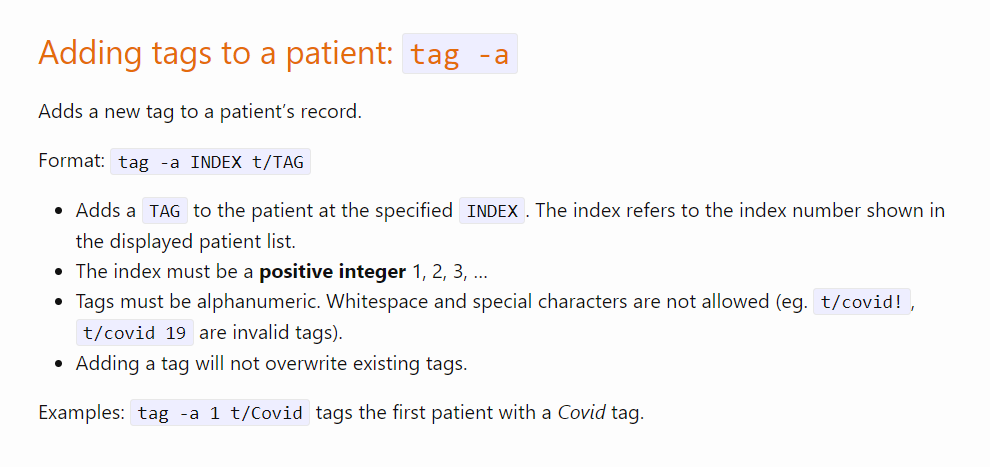 Adding tags to a patient: tag -a
Adds a new tag to a patient’s record.
Format: tag -a INDEX t/TAG
• Adds a TAG to the patient at the specified INDEX. The index refers to the index number shown in
the displayed patient list.
• The index must be a positive integer 1, 2, 3, …
• Tags must be alphanumeric. Whitespace and special characters are not allowed (eg. t/covid!,
t/covid 19 are invalid tags).
• Adding a tag will not overwrite existing tags.
Examples: tag -a 1 t/Covid tags the first patient with a Covid tag.